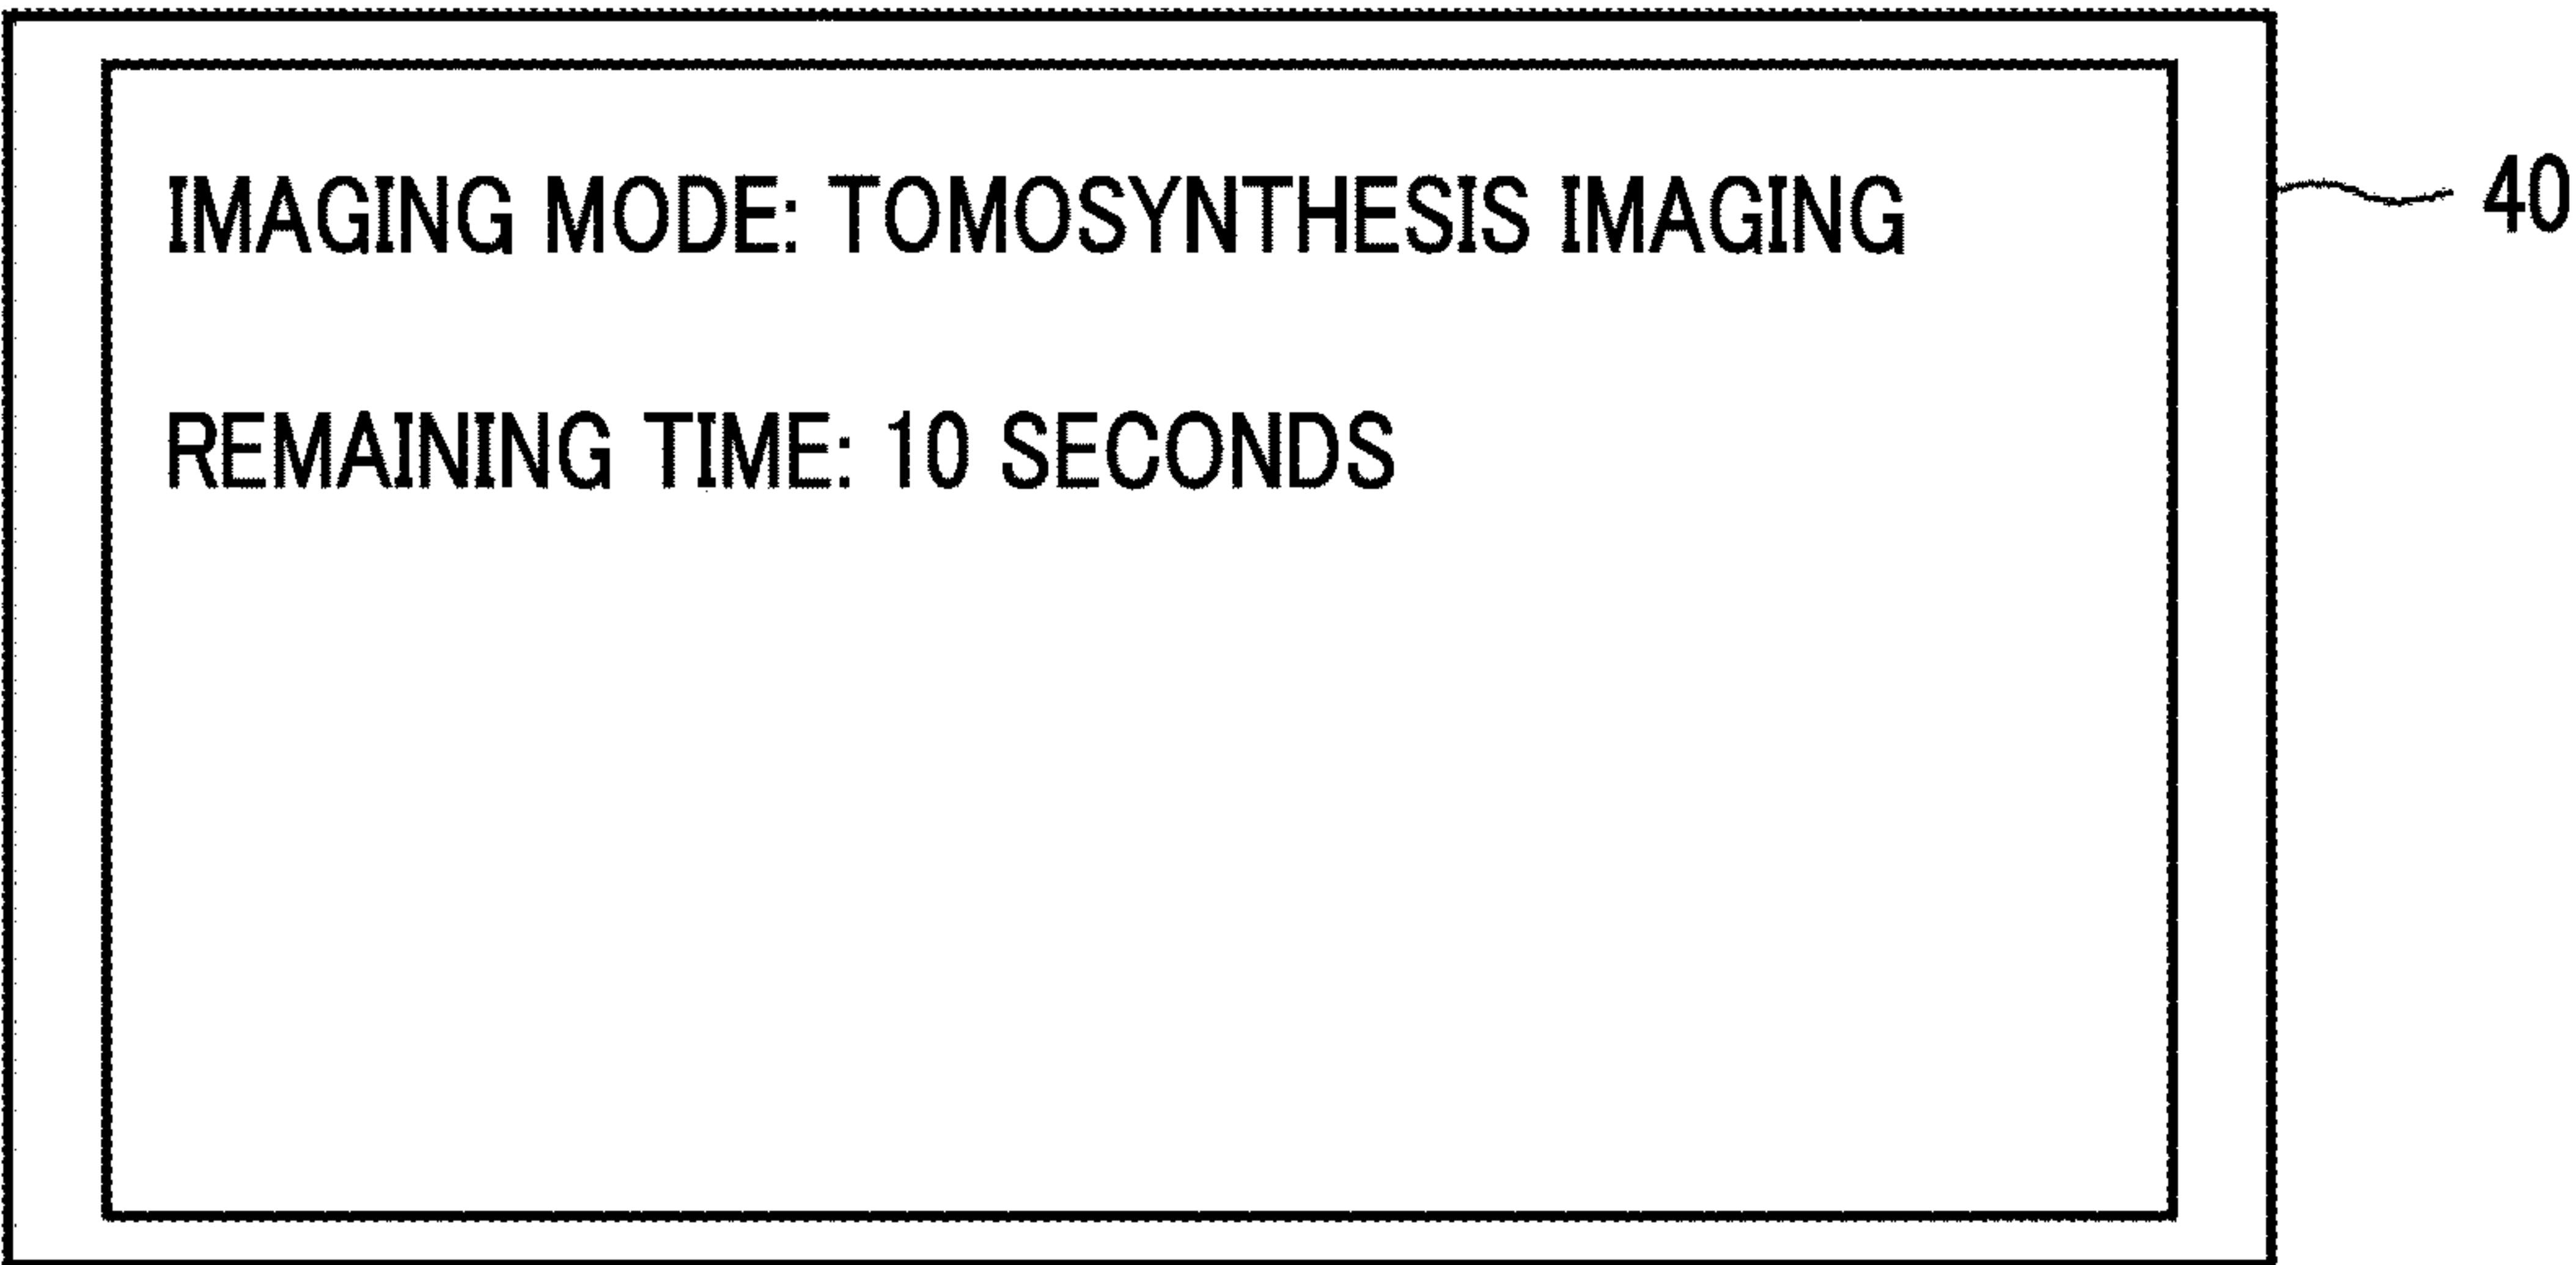 IMAGING MODE: TOMOSYNTHESIS IMAGING
40
REMAINING TIME: 10 SECONDS